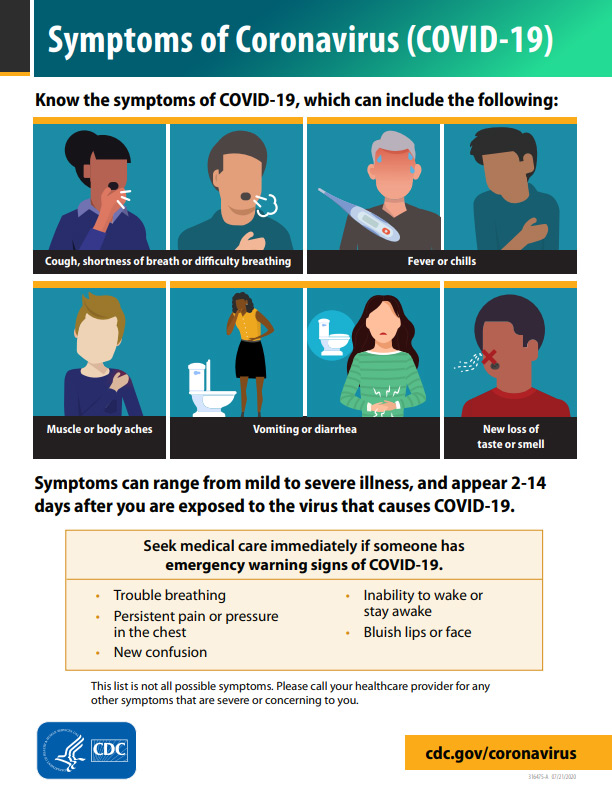 Symptoms of Coronavirus (COVID-19)
Know the symptoms of COVID-19, which can include the following:
Cough, shortness of breath or difficulty breathing
Fever or chills
Muscle or body aches
Vomiting or diarrhea
New loss of
taste or smell
Symptoms can range from mild to severe illness, and appear 2-14
days after you are exposed to the virus that causes COVID-19.
Seek medical care immediately if someone has
emergency warning signs of COVID-19.
• Trouble breathing
• Persistent pain or pressure
in the chest
• New confusion
• Inability to wake or
stay awake
• Bluish lips or face
This list is not all possible symptoms. Please call your healthcare provider for any
other symptoms that are severe or concerning to you.
CDC
cdc.gov/coronavirus
316475-A 07/21/2020